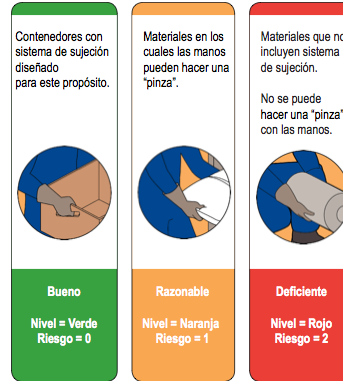 Contenedores con
sistema de sujeción
diseñado
para este propósito.
Bueno
Nivel = Verde
Riesgo = 0
Materiales en los
cuales las manos
pueden hacer una
“pinza”.
Razonable
Nivel = Naranja
Riesgo = 1
Materiales que no
incluyen sistema
de sujeción.
No se puede
hacer una “pinza”
con las manos.
Deficiente
Nivel = Rojo
Riesgo = 2